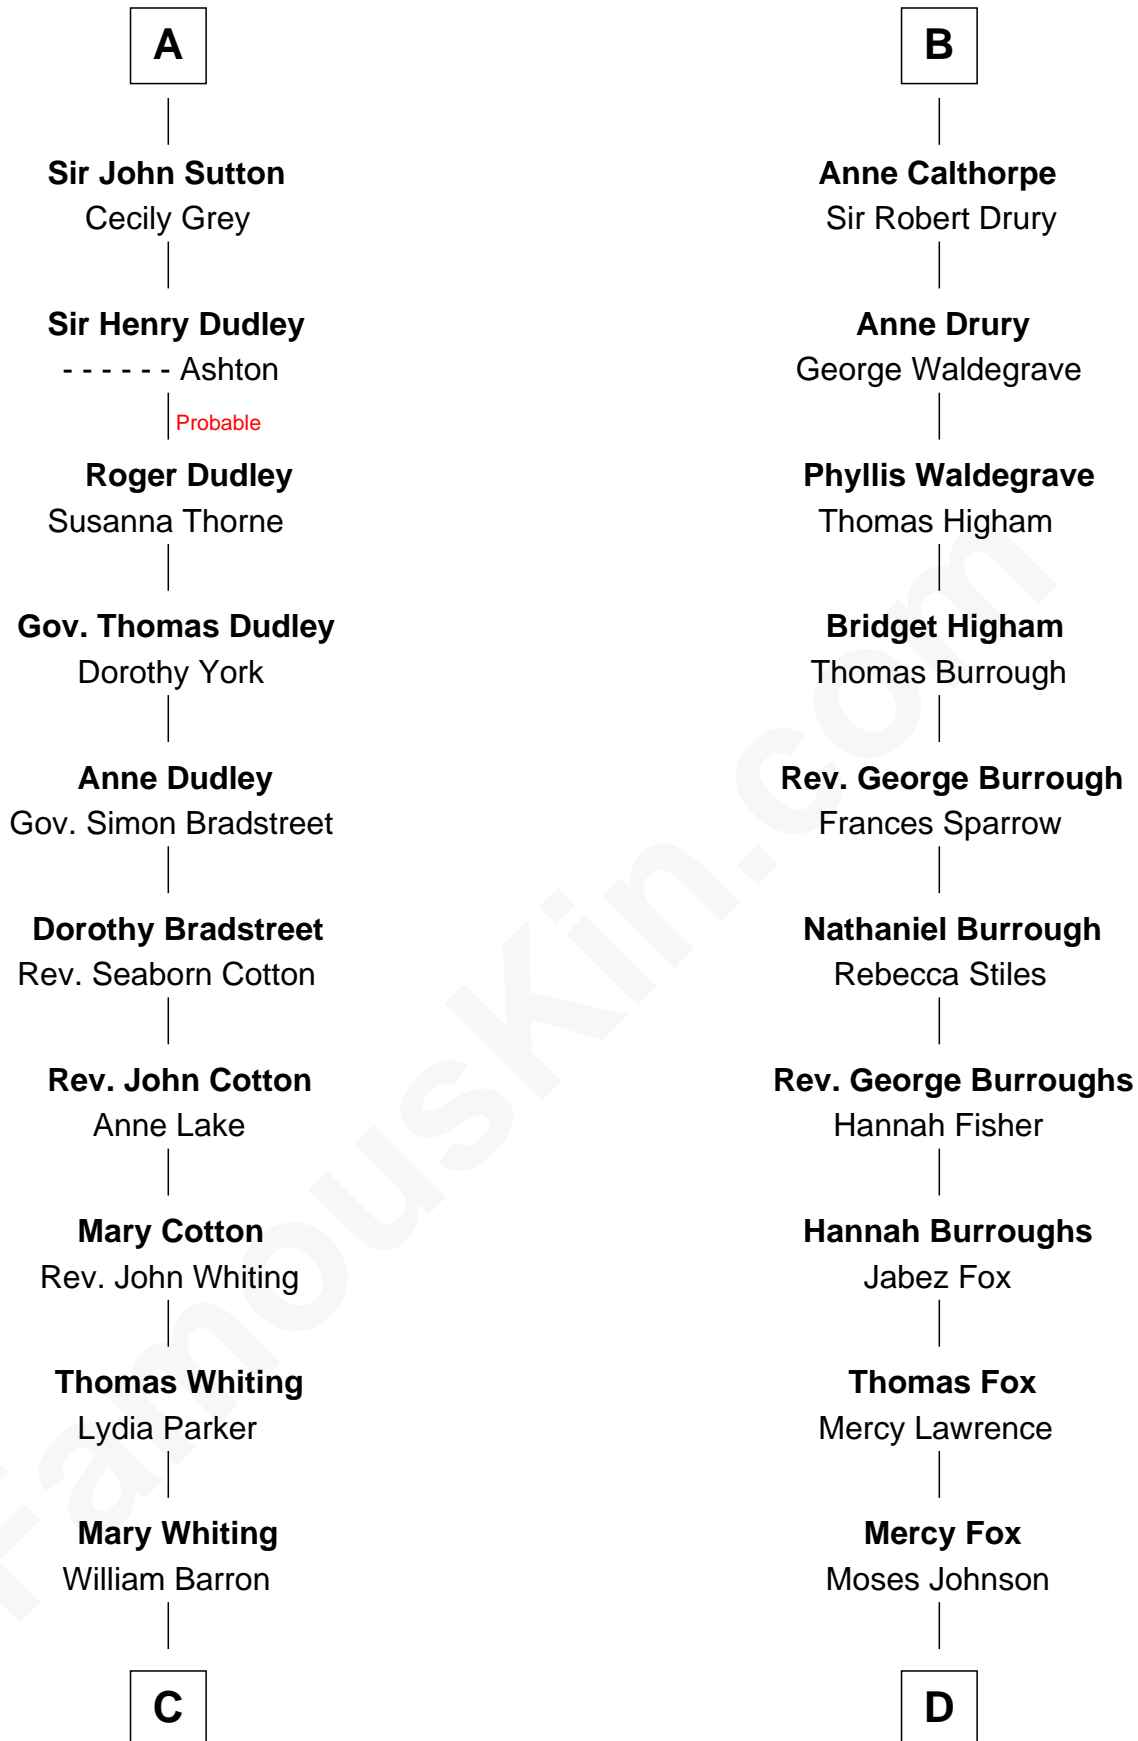 A
Sir John Sutton
Cecily Grey
Sir Henry Dudley
- - - - - - Ashton
Probable
Roger Dudley
Susanna Thorne
Gov. Thomas Dudley
Dorothy York
Anne Dudley
Gov. Simon Bradstreet
Dorothy Bradstreet
Rev. Seaborn Cotton
Rev. John Cotton
Anne Lake
Mary Cotton
Rev. John Whiting
Thomas Whiting
Lydia Parker
Mary Whiting
William Barron
C
B
Anne Calthorpe
Sir Robert Drury
Anne Drury
George Waldegrave
Phyllis Waldegrave
Thomas Higham
Bridget Higham
Thomas Burrough
Rev. George Burrough
Frances Sparrow
Nathaniel Burrough
Rebecca Stiles
Rev. George Burroughs
Hannah Fisher
Hannah Burroughs
Jabez Fox
Thomas Fox
Mercy Lawrence
Mercy Fox
Moses Johnson
D
FamousKin.com